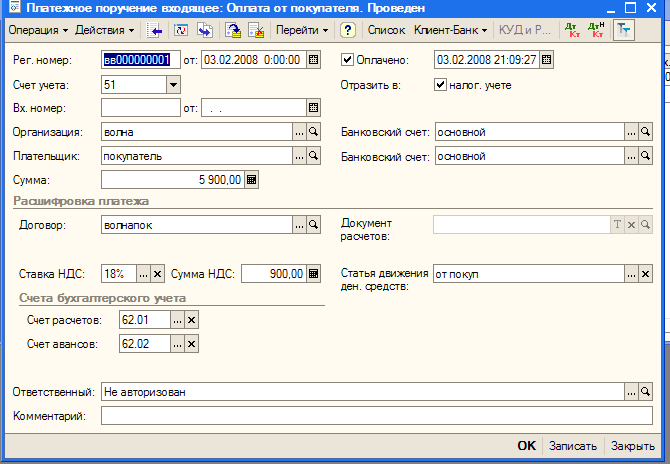 Платежное поручение входящее: Оплата от покупателя. Проведен
Операция Действия Перейти ? Список Клиент-Банк КУД и Р... Дт Кт ДтН Кт Тт
Рег. номер: вв000000001 от: 03.02.2008 0:00:00 Оплачено: 03.02.2008 21:09:27
Счет учета: 51 Отразить в: налог. учете
Вх. номер: от: . .
Организация: волна ... Банковский счет: основной ...
Плательщик: покупатель ... Банковский счет: основной ...
Сумма: 5 900,00
Расшифровка платежа
Договор: волнапок ... Документ расчетов: T x
Ставка НДС: 18% ... x Сумма НДС: 900,00 Статья движения ден. средств: от покуп ... x
Счета бухгалтерского учета
Счет расчетов: 62.01 ... x
Счет авансов: 62.02 ... x
Ответственный: Не авторизован ...
Комментарий:
OK Записать Закрыть